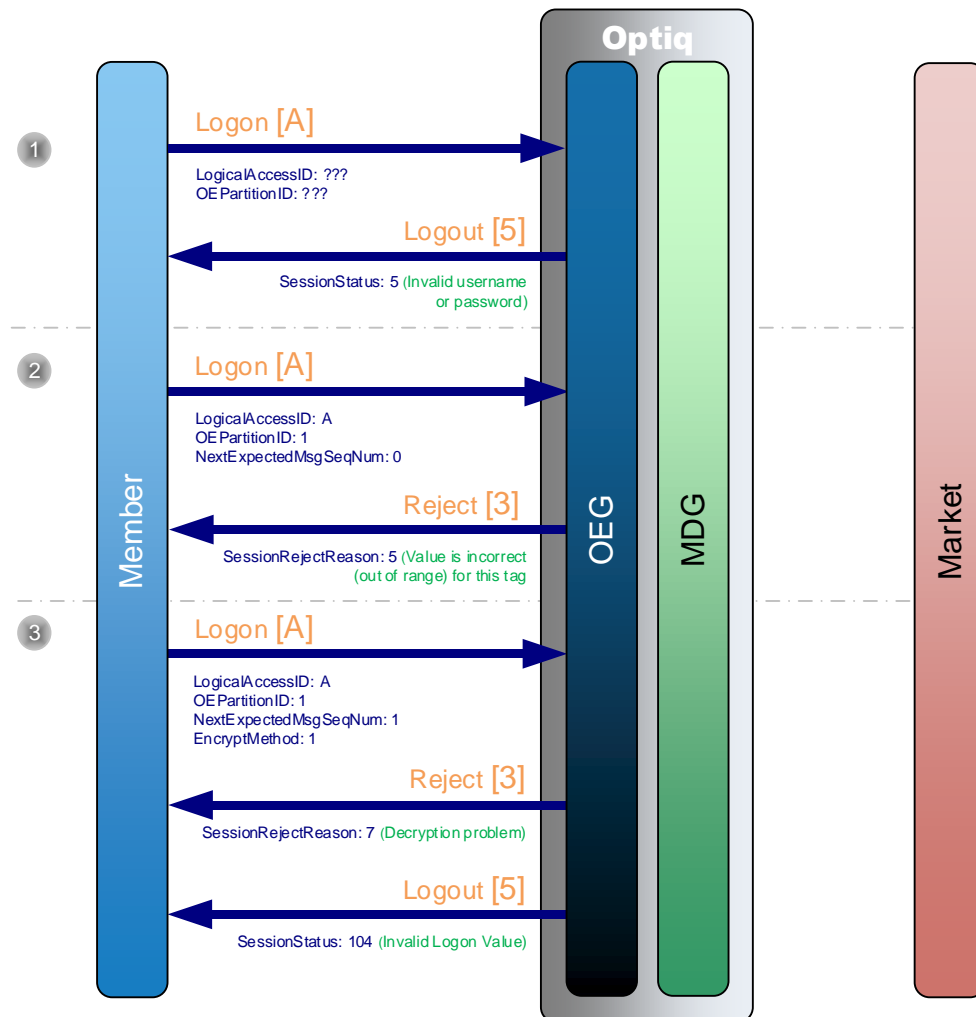 Optiq
1
Logon [A]
LogicalAccessID: ???
OEPartitionID: ???
Logout [5]
SessionStatus: 5 (Invalid username
or password)
2
Logon [A]
LogicalAccessID: A
OEPartitionID: 1
NextExpectedMsgSeqNum: 0
Reject [3]
SessionRejectReason: 5 (Value is incorrect
(out of range) for this tag
Member
OEG
MDG
Market
3
Logon [A]
LogicalAccessID: A
OEPartitionID: 1
NextExpectedMsgSeqNum: 1
EncryptMethod: 1
Reject [3]
SessionRejectReason: 7 (Decryption problem)
Logout [5]
SessionStatus: 104 (Invalid Logon Value)